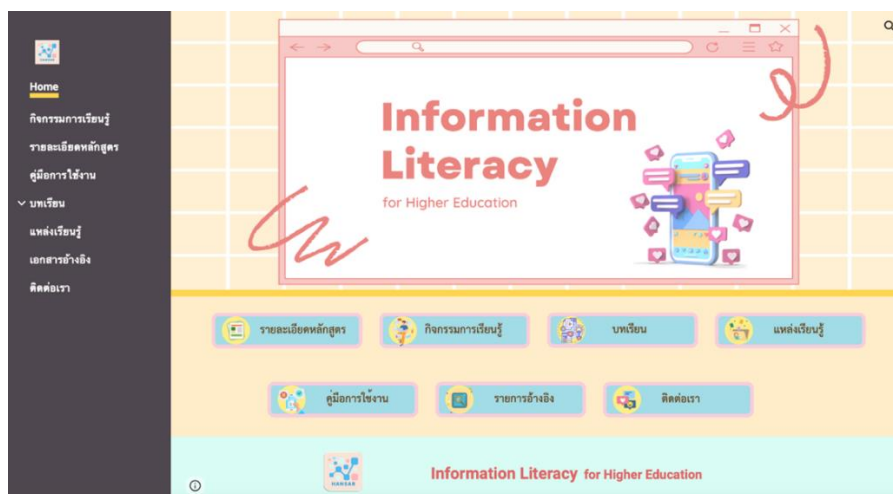 Home
กิจกรรมการเรียนรู้
รายละเอียดหลักสูตร
คู่มือการใช้งาน
บทเรียน
แหล่งเรียนรู้
เอกสารอ้างอิง
ติดต่อเรา
Information
Literacy
for Higher Education
รายละเอียดหลักสูตร
กิจกรรมการเรียนรู้
บทเรียน
แหล่งเรียนรู้
คู่มือการใช้งาน
รายการอ้างอิง
ติดต่อเรา
Information Literacy for Higher Education